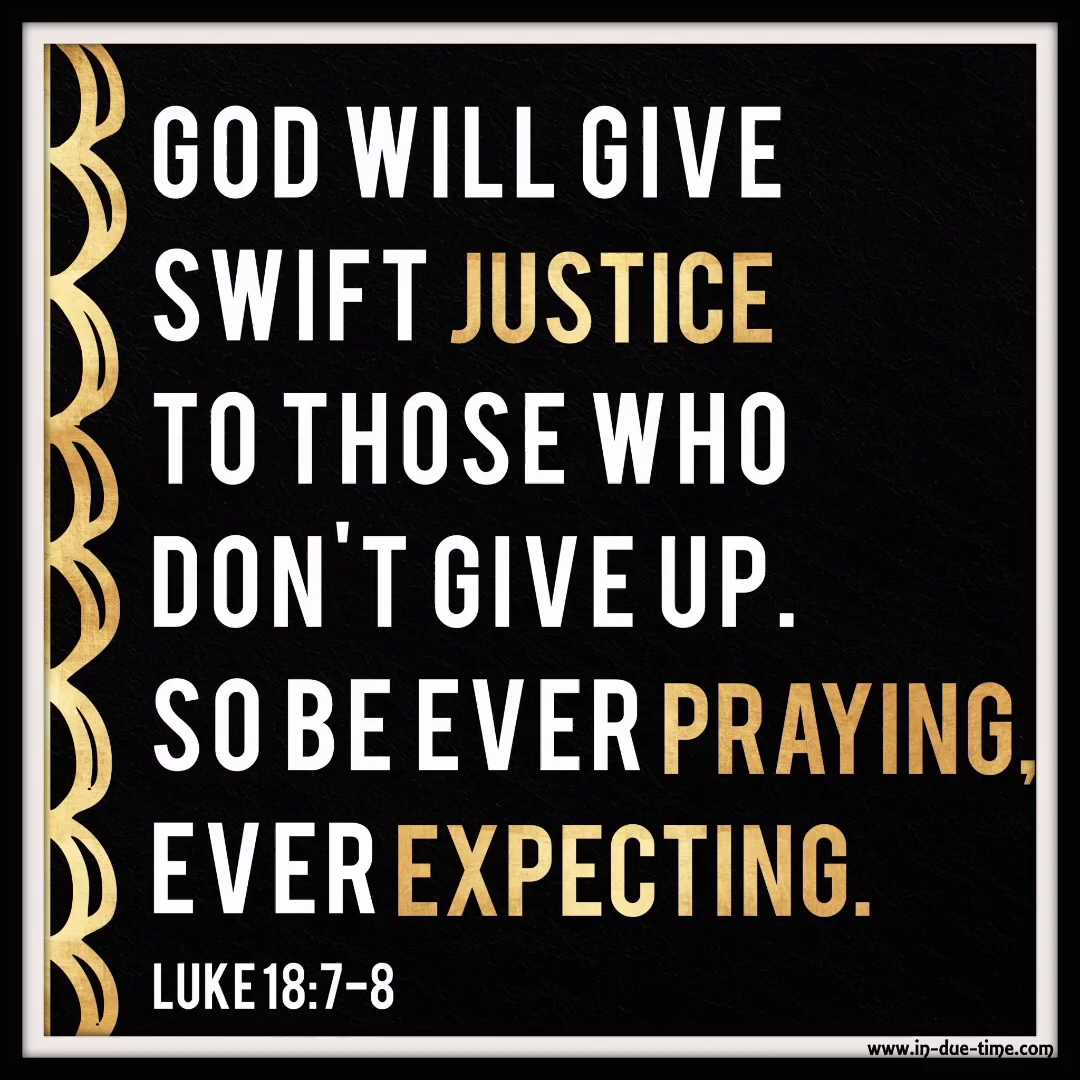 GOD WILL GIVE
SWIFT JUSTICE
TO THOSE WHO
DON'T GIVE UP.
SO BE EVER PRAYING,
EVER EXPECTING.
LUKE 18:7-8
www.in-due-time.com